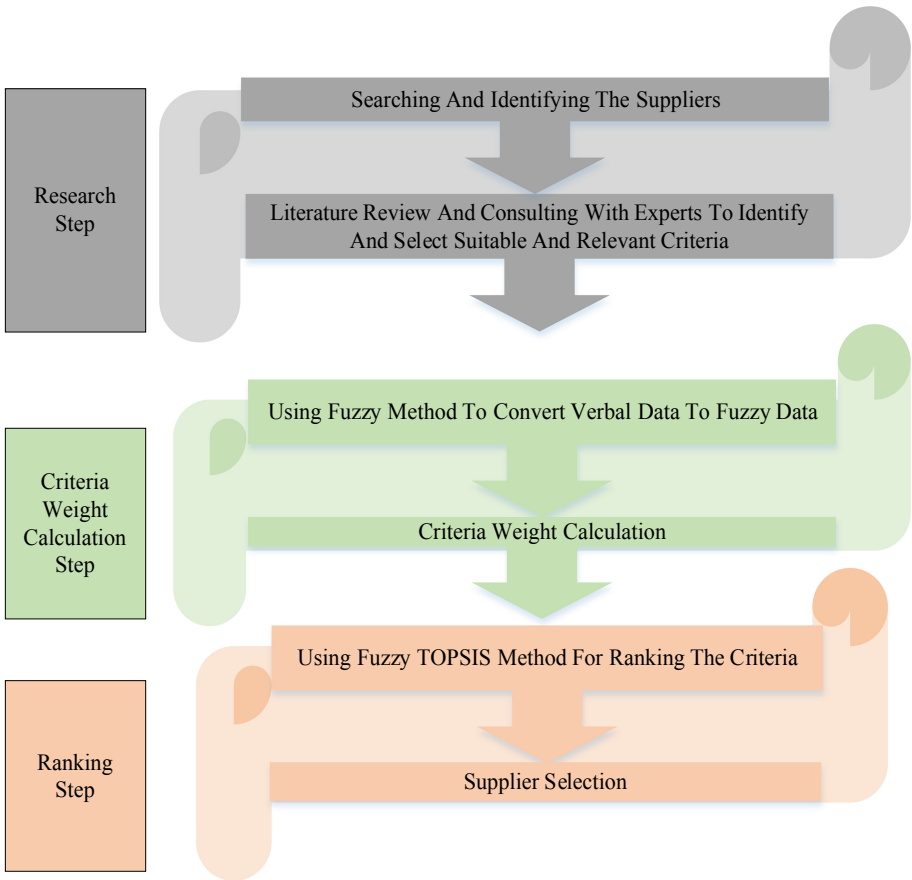 Research
Step
Searching And Identifying The Suppliers
Literature Review And Consulting With Experts To Identify
And Select Suitable And Relevant Criteria
Criteria
Weight
Calculation
Step
Using Fuzzy Method To Convert Verbal Data To Fuzzy Data
Criteria Weight Calculation
Ranking
Step
Using Fuzzy TOPSIS Method For Ranking The Criteria
Supplier Selection